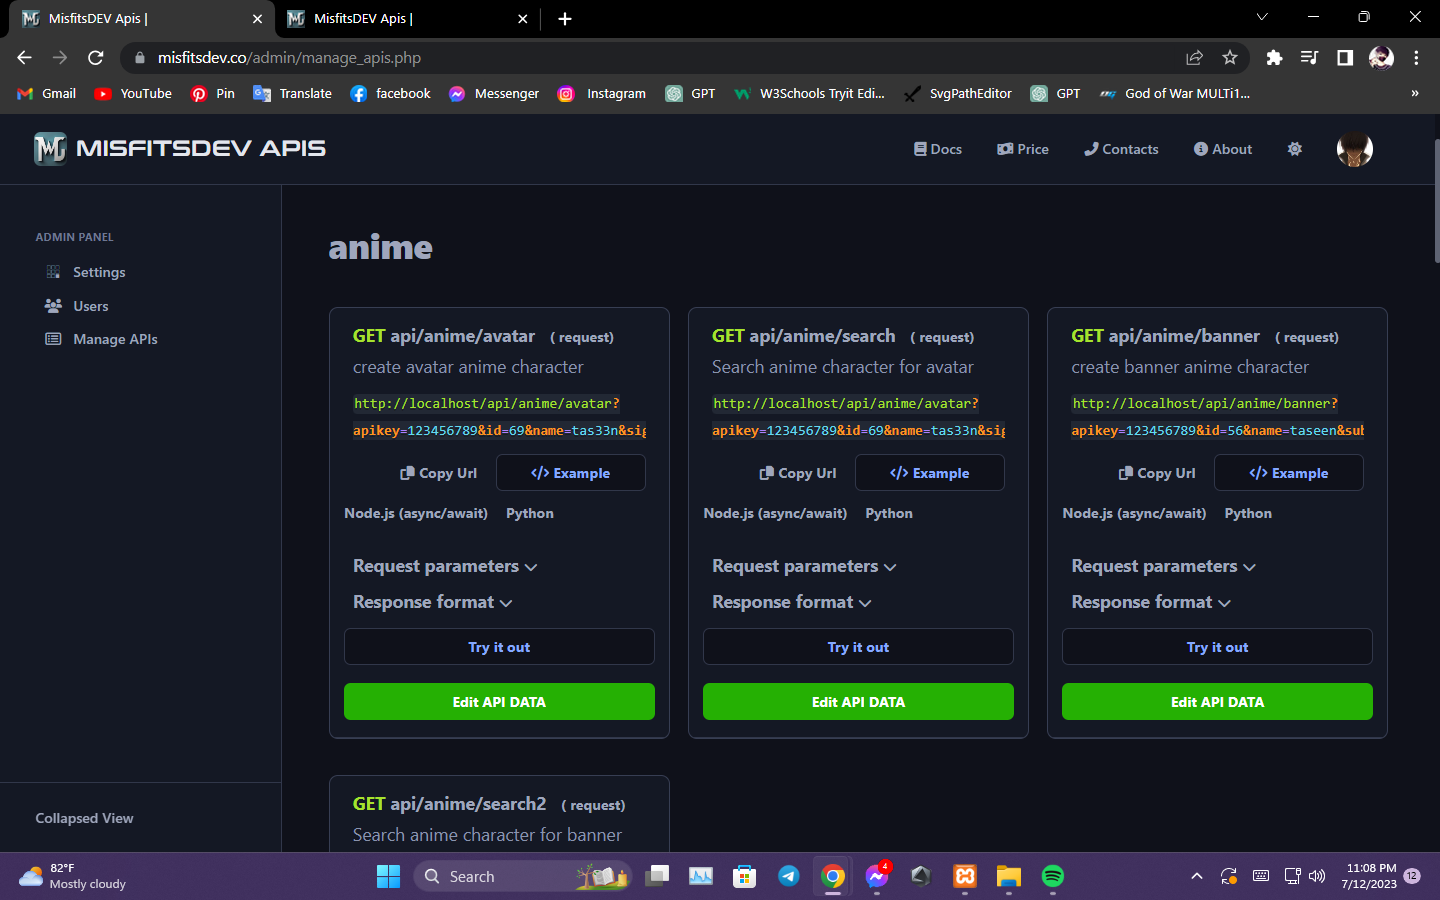 MisfitsDEV Apis |
MisfitsDEV Apis |
misfitsdev.co/admin/manage_apis.php
Gmail YouTube Pin Translate facebook Messenger Instagram GPT W3Schools Tryit Edi... SvgPathEditor GPT God of War MULTi1... »
MISFITSDEV APIS
Docs Price Contacts About
ADMIN PANEL
Settings
Users
Manage APIs
Collapsed View
anime
GET api/anime/avatar ( request)
create avatar anime character
http://localhost/api/anime/avatar?
apikey=123456789&id=69&name=tas33n&sig
Copy Url </> Example
Node.js (async/await) Python
Request parameters
Response format
Try it out
Edit API DATA
GET api/anime/search ( request)
Search anime character for avatar
http://localhost/api/anime/avatar?
apikey=123456789&id=69&name=tas33n&sig
Copy Url </> Example
Node.js (async/await) Python
Request parameters
Response format
Try it out
Edit API DATA
GET api/anime/banner ( request)
create banner anime character
http://localhost/api/anime/banner?
apikey=123456789&id=56&name=taseen&sub
Copy Url </> Example
Node.js (async/await) Python
Request parameters
Response format
Try it out
Edit API DATA
GET api/anime/search2 ( request)
Search anime character for banner
82°F
Mostly cloudy
Search
4
11:08 PM
7/12/2023
12